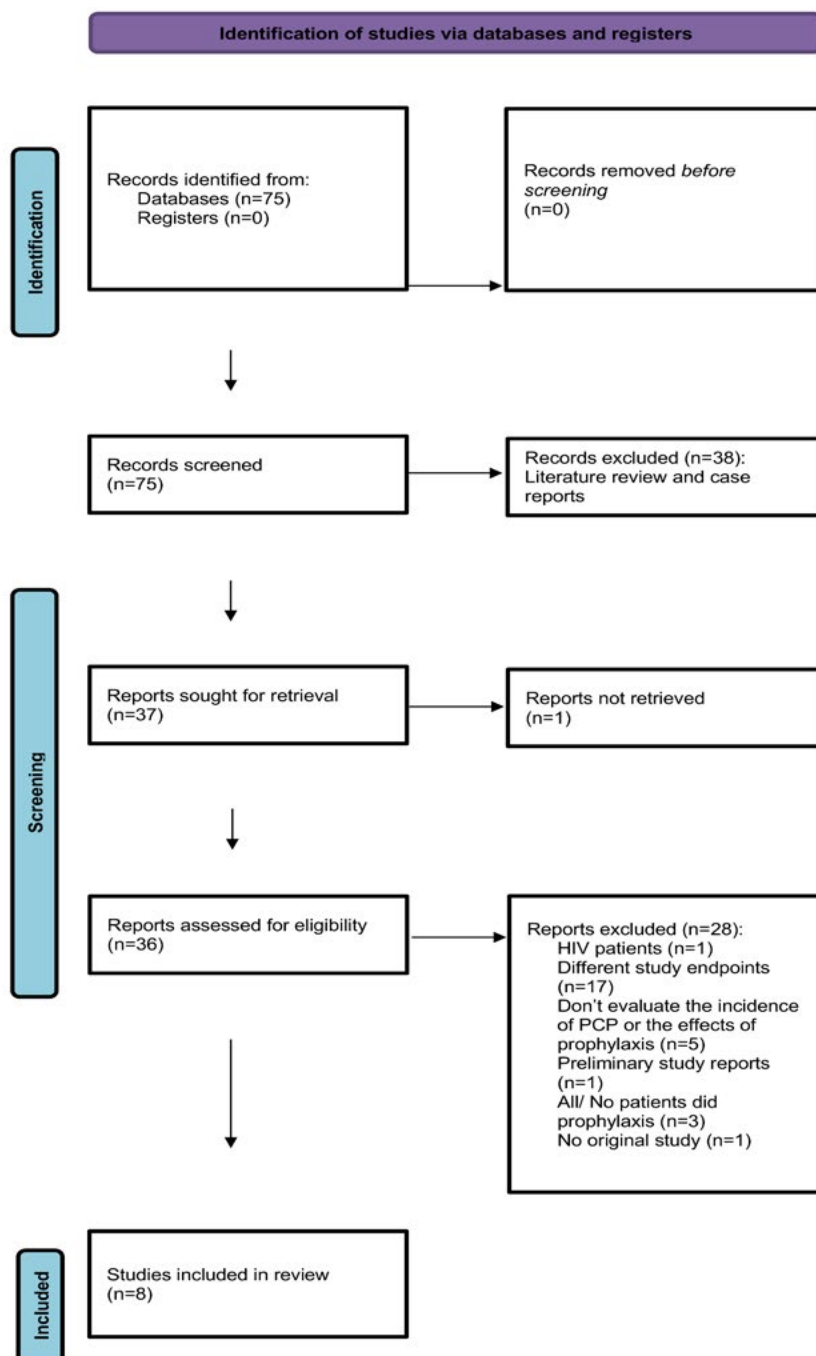 Identification of studies via databases and registers
Identification
Records identified from:
Databases (n=75)
Registers (n=0)
Records removed before
screening
(n=0)
Records screened
(n=75)
Records excluded (n=38):
Literature review and case
reports
Screening
Reports sought for retrieval
(n=37)
Reports not retrieved
(n=1)
Reports assessed for eligibility
(n=36)
Reports excluded (n=28):
HIV patients (n=1)
Different study endpoints
(n=17)
Don't evaluate the incidence
of PCP or the effects of
prophylaxis (n=5)
Preliminary study reports
(n=1)
All/ No patients did
prophylaxis (n=3)
No original study (n=1)
Included
Studies included in review
(n=8)